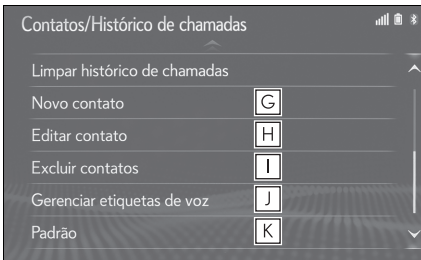 Contatos/Histórico de chamadas
Limpar histórico de chamadas
Novo contato G
Editar contato H
Excluir contatos I
Gerenciar etiquetas de voz J
Padrão K